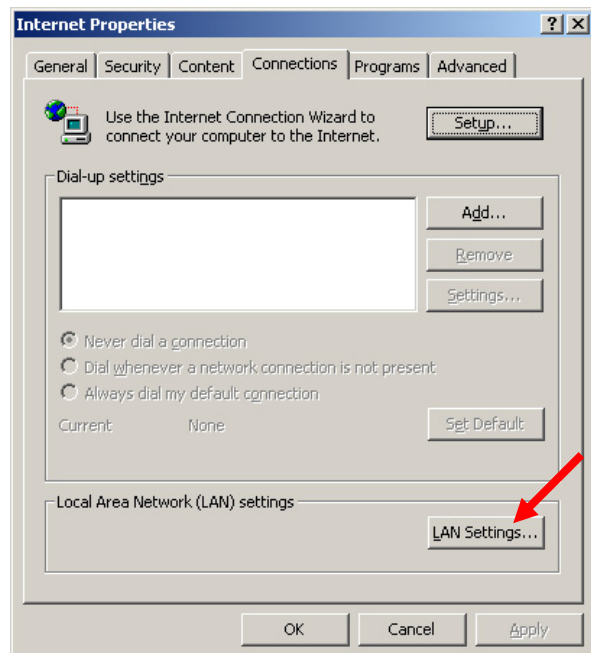 Internet Properties ? X
General Security Content Connections Programs Advanced
Use the Internet Connection Wizard to
connect your computer to the Internet.
Setup...
Dial-up settings
Add...
Remove
Settings...
Never dial a connection
Dial whenever a network connection is not present
Always dial my default connection
Current None
Set Default
Local Area Network (LAN) settings
LAN Settings...
OK Cancel Apply